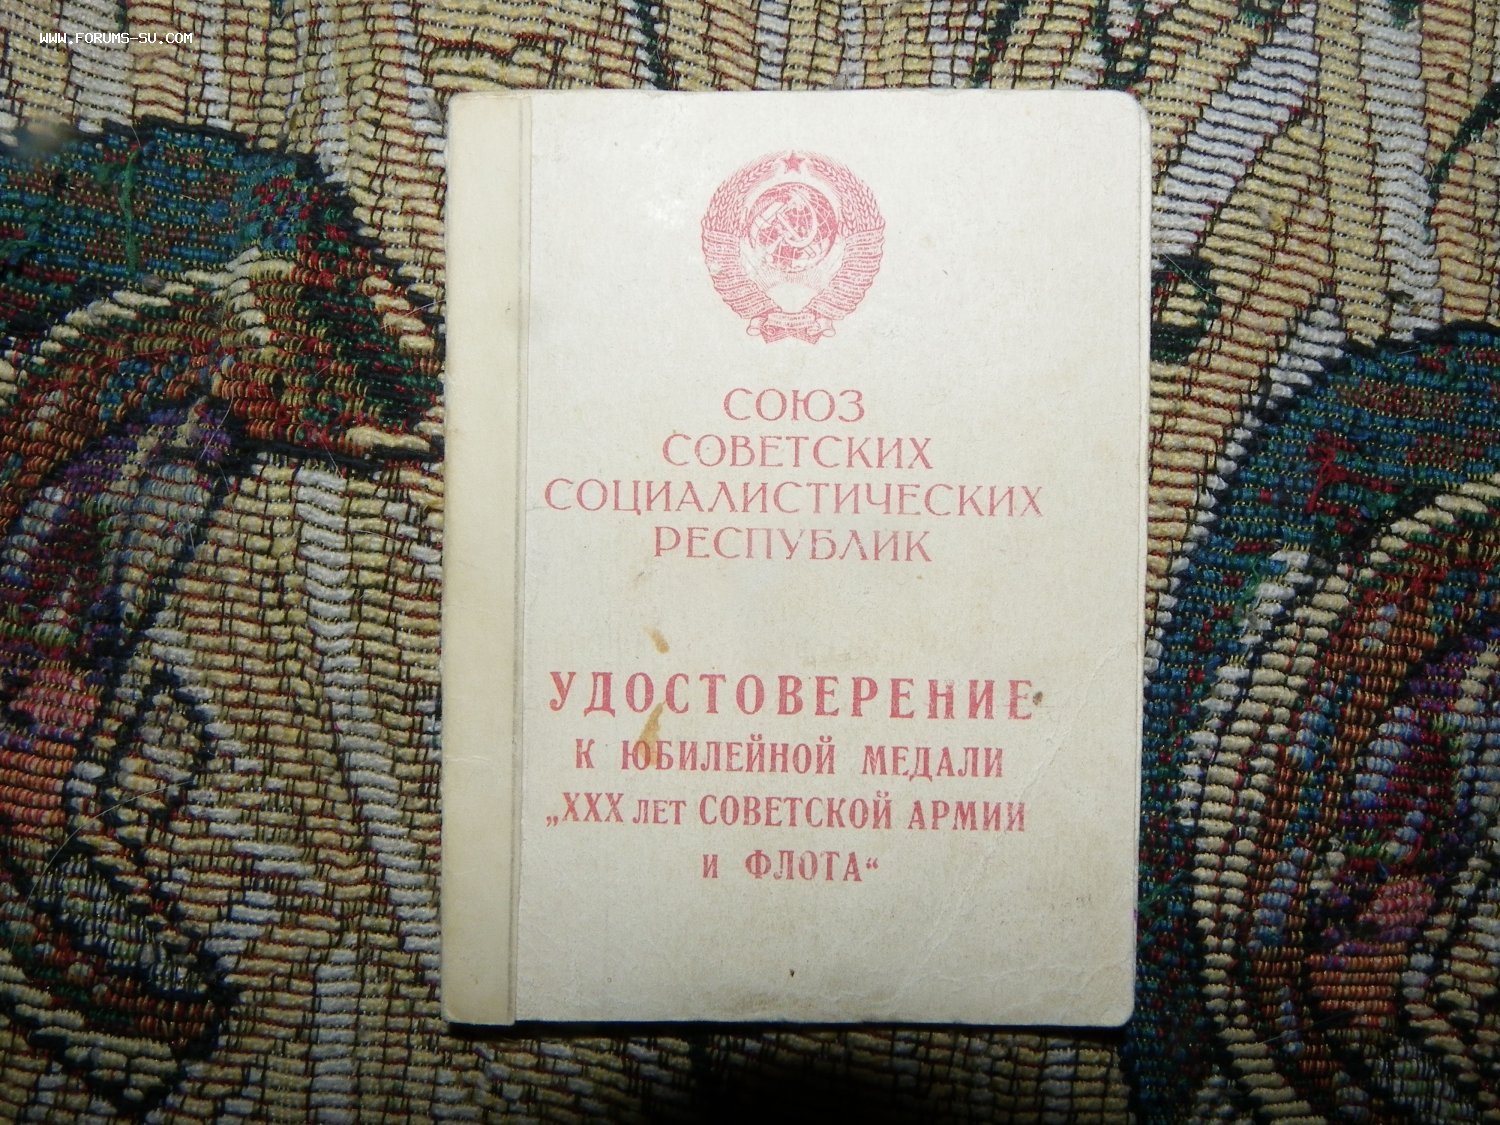 WWW.FORUMS-SU.COM
СОЮЗ
СОВЕТСКИХ
СОЦИАЛИСТИЧЕСКИХ
РЕСПУБЛИК
УДОСТОВЕРЕНИЕ
К ЮБИЛЕЙНОЙ МЕДАЛИ
„XXX ЛЕТ СОВЕТСКОЙ АРМИИ
И ФЛОТА“